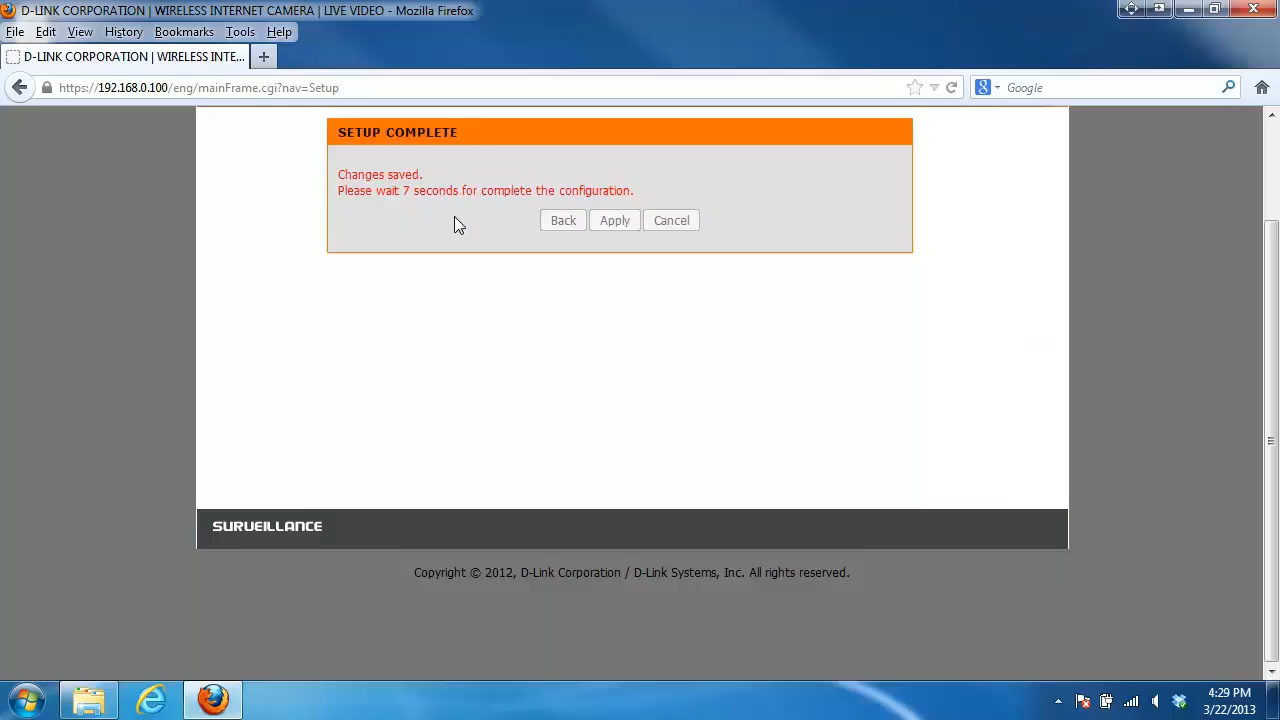 D-LINK CORPORATION | WIRELESS INTERNET CAMERA | LIVE VIDEO - Mozilla Firefox
File Edit View History Bookmarks Tools Help
D-LINK CORPORATION | WIRELESS INTE...
https://192.168.0.100/eng/mainFrame.cgi?nav=Setup
Google
SETUP COMPLETE
Changes saved.
Please wait 7 seconds for complete the configuration.
Back Apply Cancel
SURVEILLANCE
Copyright © 2012, D-Link Corporation / D-Link Systems, Inc. All rights reserved.
4:29 PM
3/22/2013